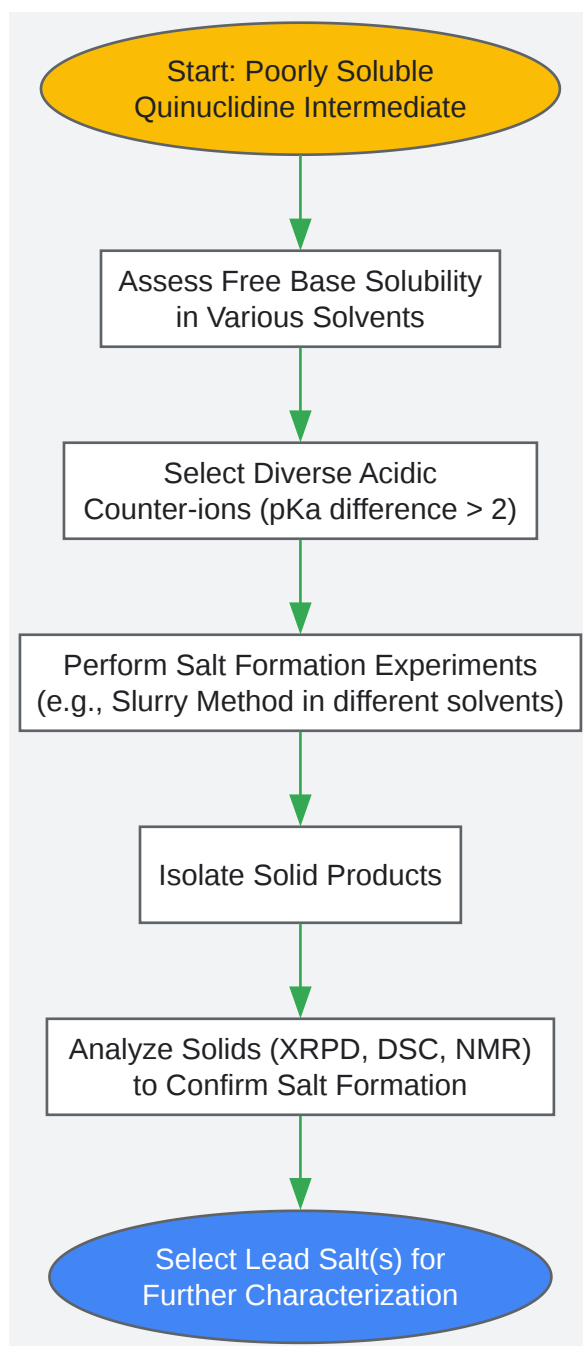 Start: Poorly Soluble
Quinuclidine Intermediate
Assess Free Base Solubility
in Various Solvents
Select Diverse Acidic
Counter-ions (pKa difference > 2)
Perform Salt Formation Experiments
(e.g., Slurry Method in different solvents)
Isolate Solid Products
Analyze Solids (XRPD, DSC, NMR)
to Confirm Salt Formation
Select Lead Salt(s) for
Further Characterization